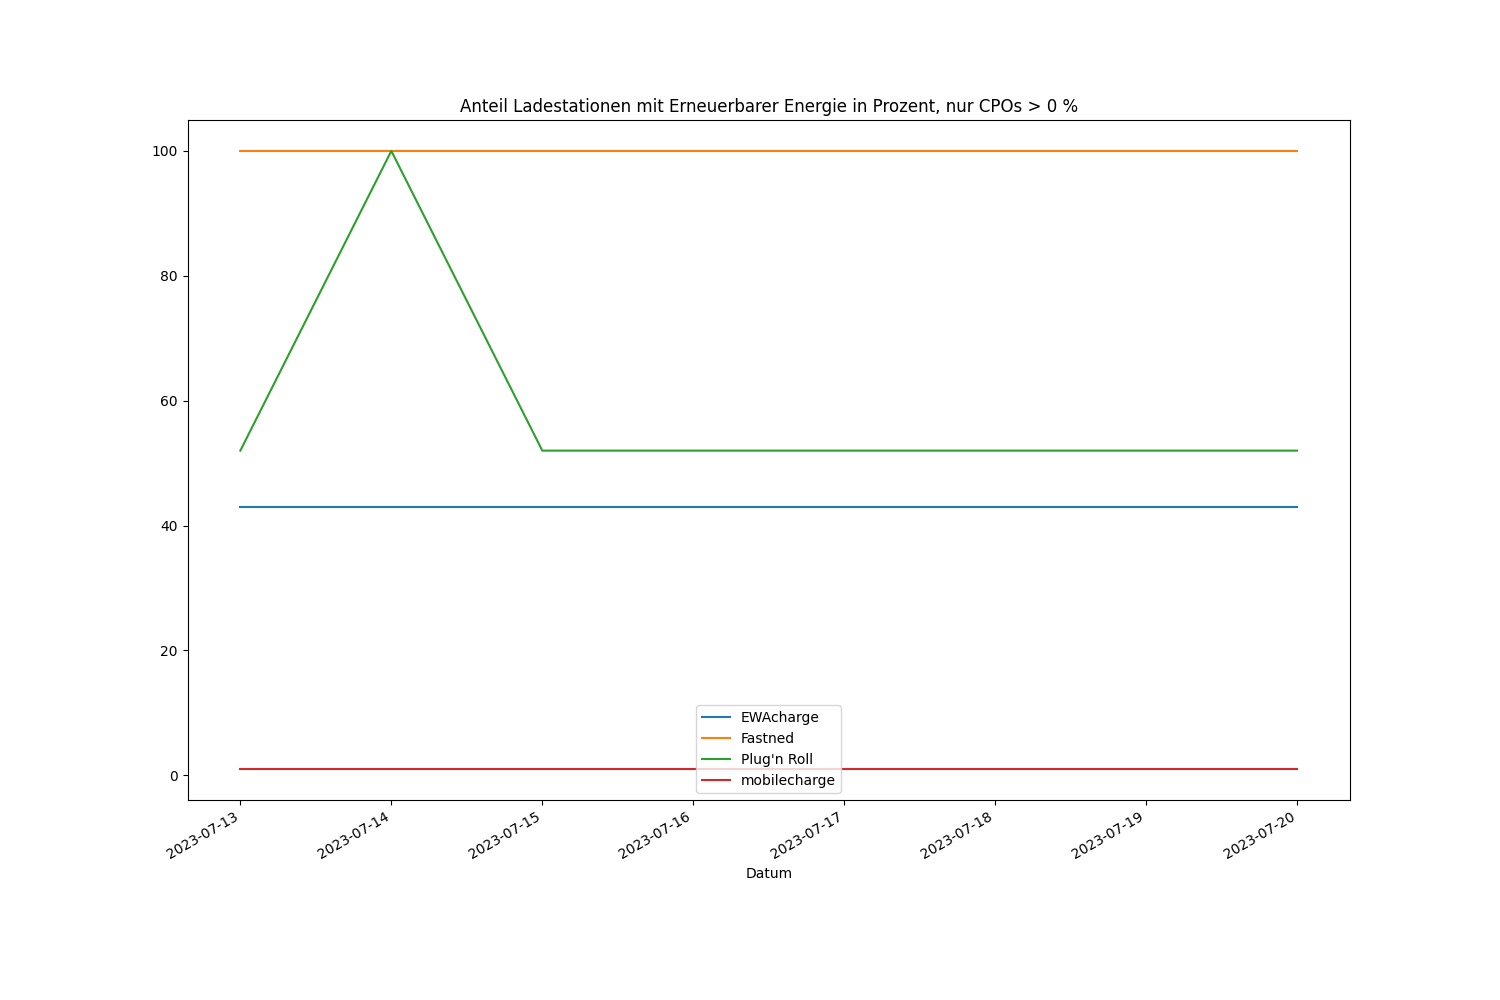 Anteil Ladestationen mit Erneuerbarer Energie in Prozent, nur CPOs > 0 %
100
80
60
40
20
0
EWAcharge
Fastned
Plug'n Roll
mobilecharge
2023-07-13
2023-07-14
2023-07-15
2023-07-16
2023-07-17
2023-07-18
2023-07-19
2023-07-20
Datum